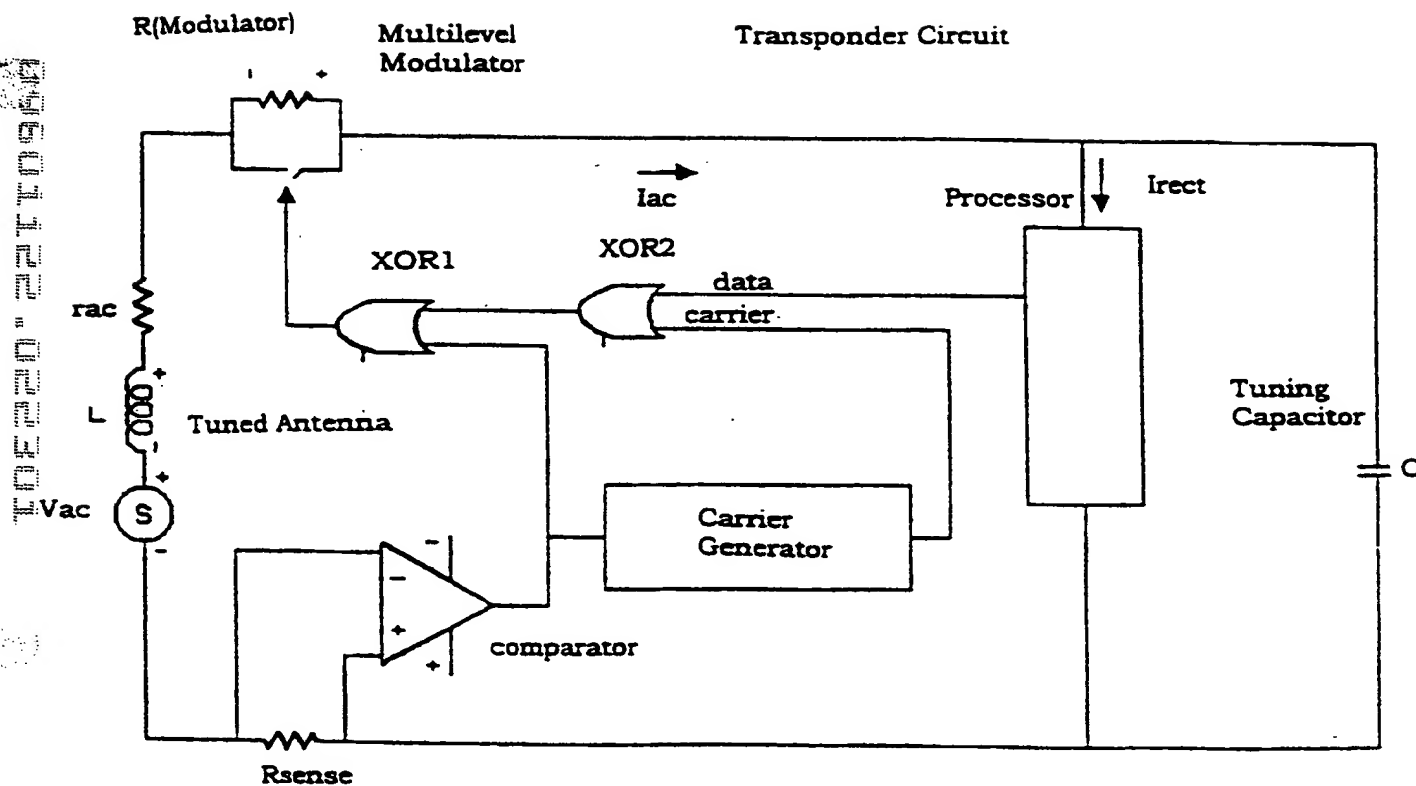 R(Modulator)
Multilevel
Modulator
Transponder Circuit
- +
Iac
Processor
Irect
XOR1
XOR2
data
carrier
rac
+
L
Tuned Antenna
-
+
Vac
S
-
Tuning
Capacitor
C
Carrier
Generator
-
-
+
+
comparator
Rsense